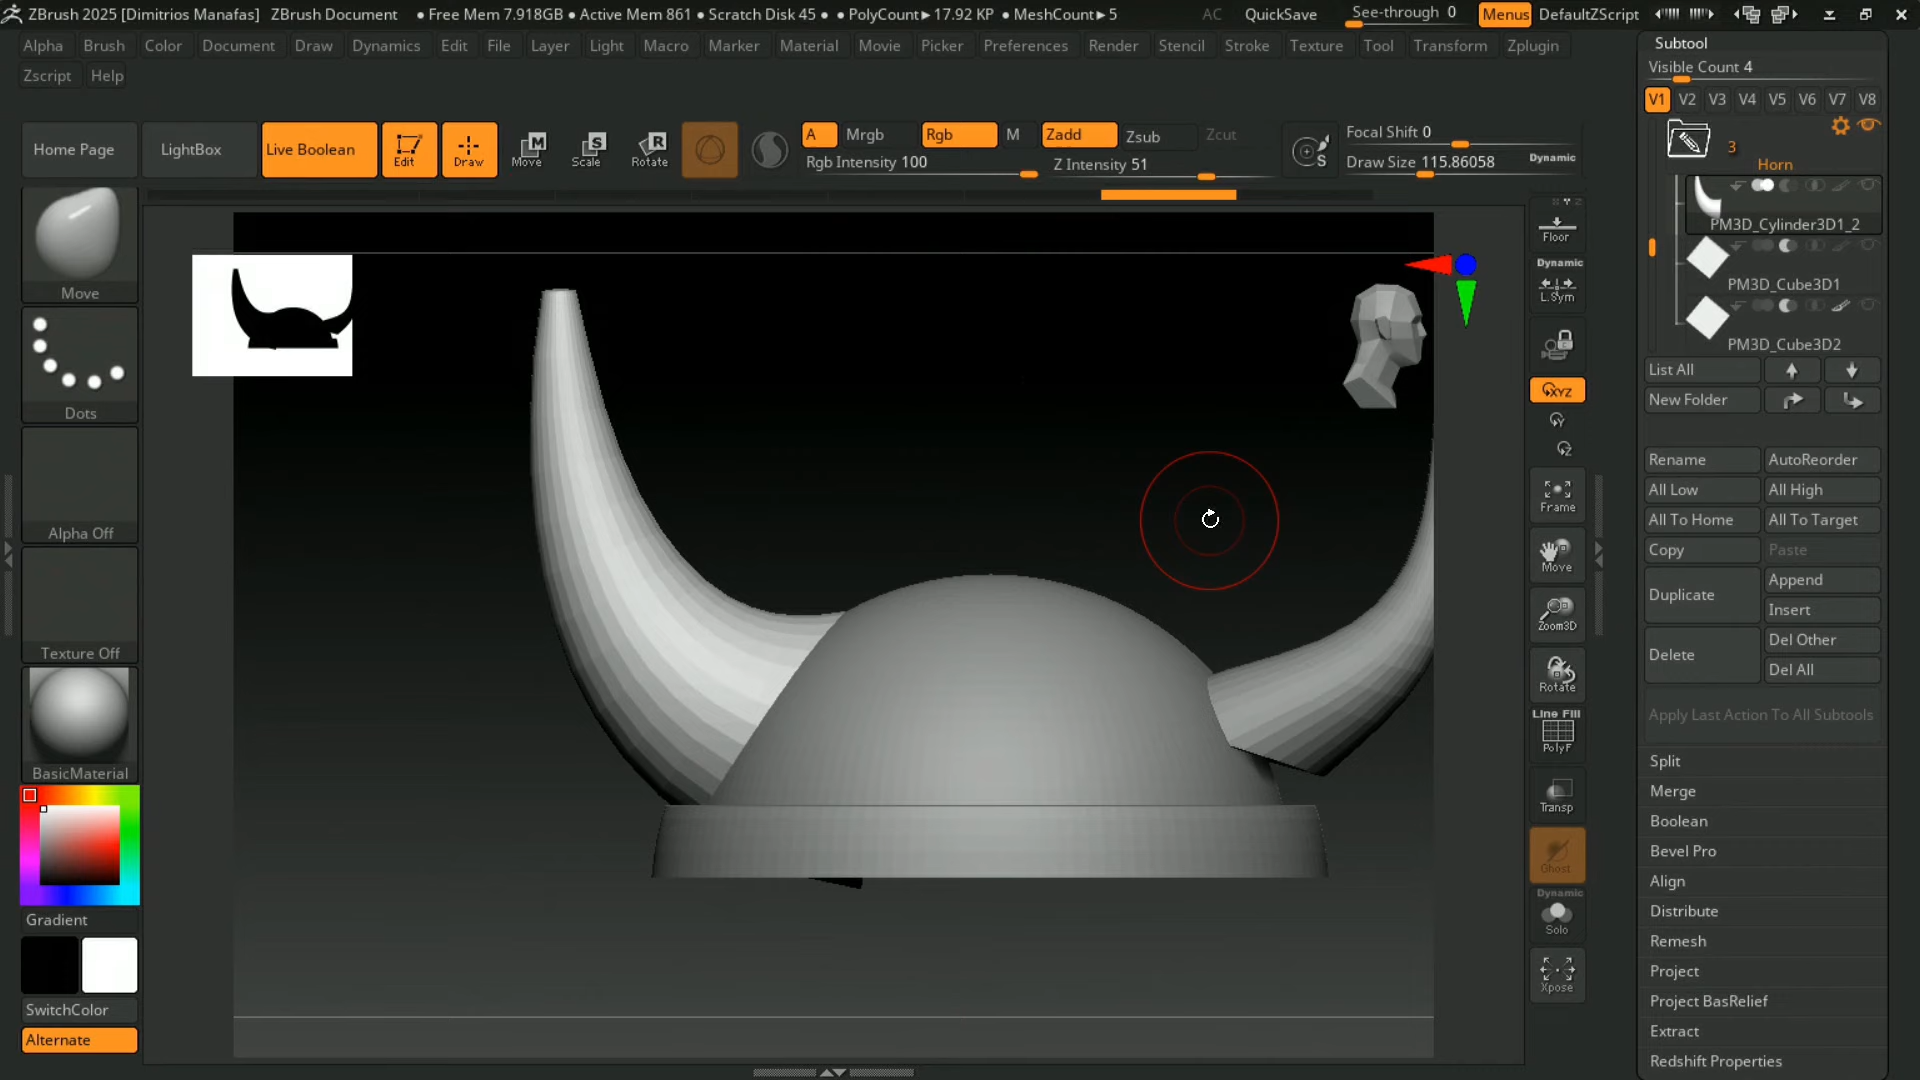 ZBrush 2025 [Dimitrios Manafas] ZBrush Document ● Free Mem 7.918GB ● Active Mem 861 ● Scratch Disk 45 ● ● PolyCount► 17.92 KP ● MeshCount► 5 AC QuickSave See-through 0 Menus DefaultZScript
Alpha Brush Color Document Draw Dynamics Edit File Layer Light Macro Marker Material Movie Picker Preferences Render Stencil Stroke Texture Tool Transform Zplugin
Zscript Help
Home Page LightBox Live Boolean Edit Draw Move Scale Rotate A Mrgb Rgb M Zadd Zsub Zcut Focal Shift 0
Rgb Intensity 100 Z Intensity 51 Draw Size 115.86058 Dynamic
M S R S
Move
Dots
Alpha Off
Texture Off
BasicMaterial
Gradient
SwitchColor
Alternate
Floor
Dynamic
L.Sym
XYZ
Y
Z
Frame
Move
Zoom3D
Rotate
Line Fill
PolyF
Transp
Ghost
Dynamic
Solo
Xpose
Subtool
Visible Count 4
V1 V2 V3 V4 V5 V6 V7 V8
3
Horn
PM3D_Cylinder3D1_2
PM3D_Cube3D1
PM3D_Cube3D2
List All
New Folder
Rename AutoReorder
All Low All High
All To Home All To Target
Copy Paste
Duplicate Append
Insert
Delete Del Other
Del All
Apply Last Action To All Subtools
Split
Merge
Boolean
Bevel Pro
Align
Distribute
Remesh
Project
Project BasRelief
Extract
Redshift Properties